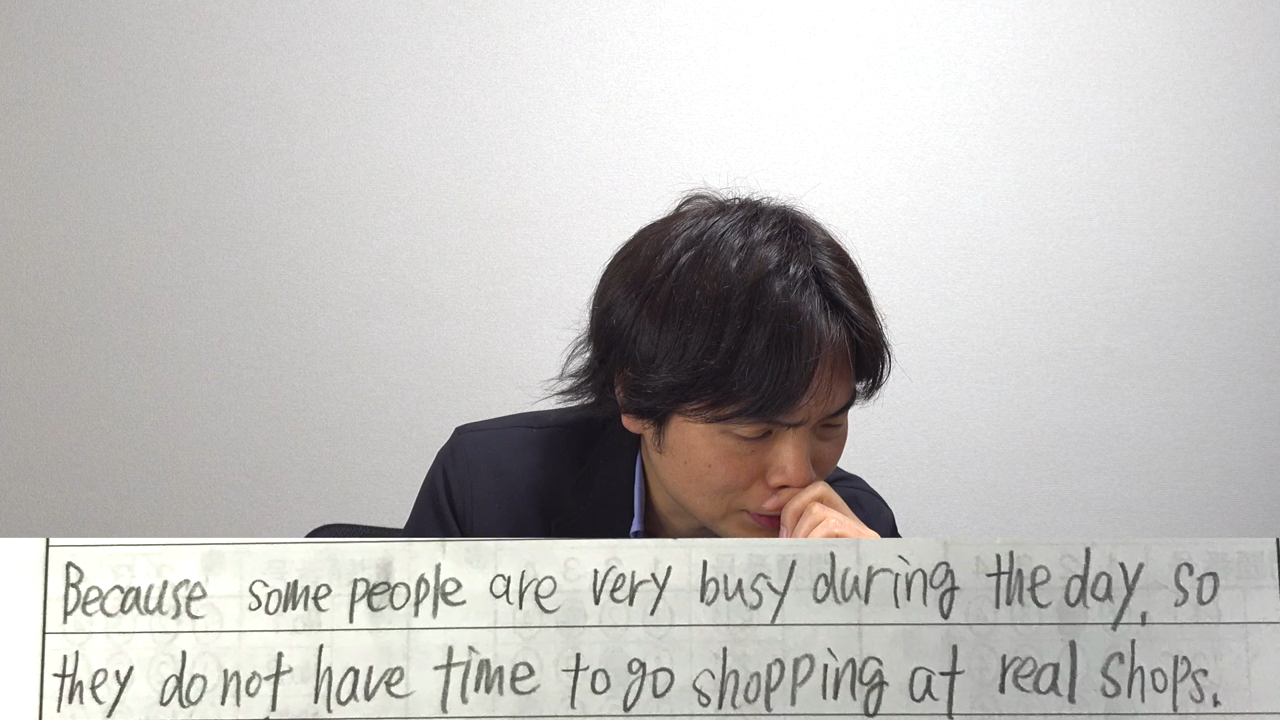 Because some people are very busy during the day, so
they do not have time to go shopping at real shops.